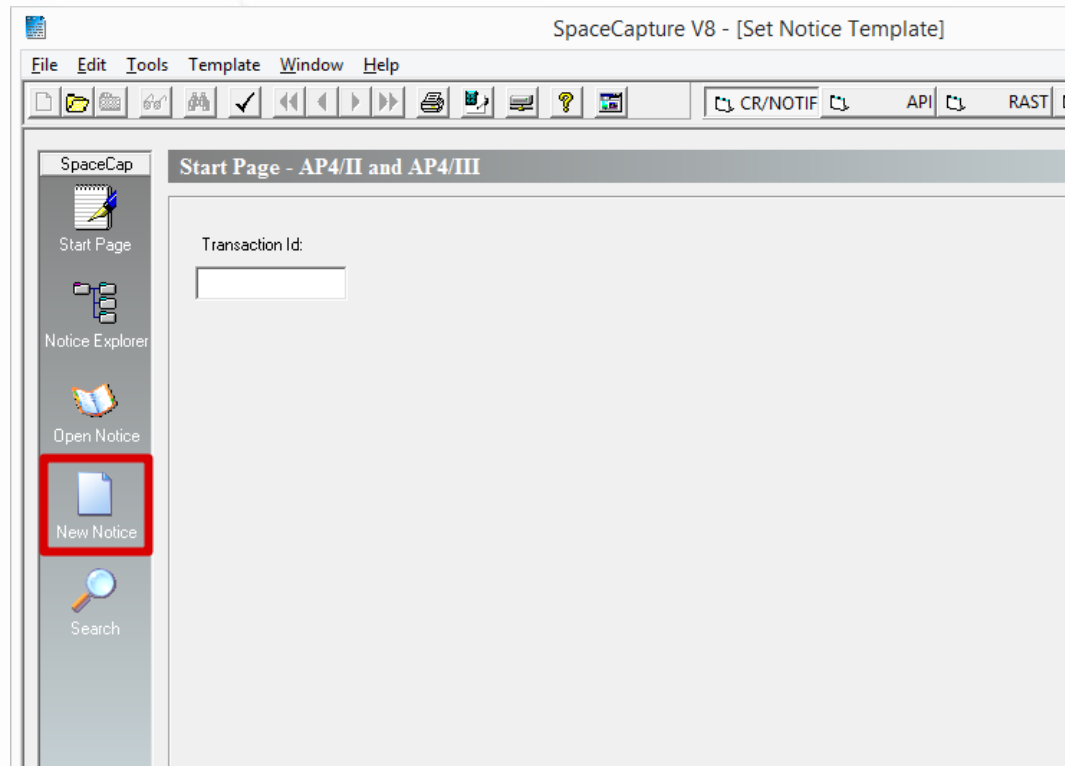 SpaceCapture V8 - [Set Notice Template]
File Edit Tools Template Window Help
CR/NOTIF API RAST
SpaceCap
Start Page - AP4/II and AP4/III
Start Page
Transaction Id:
Notice Explorer
Open Notice
New Notice
Search